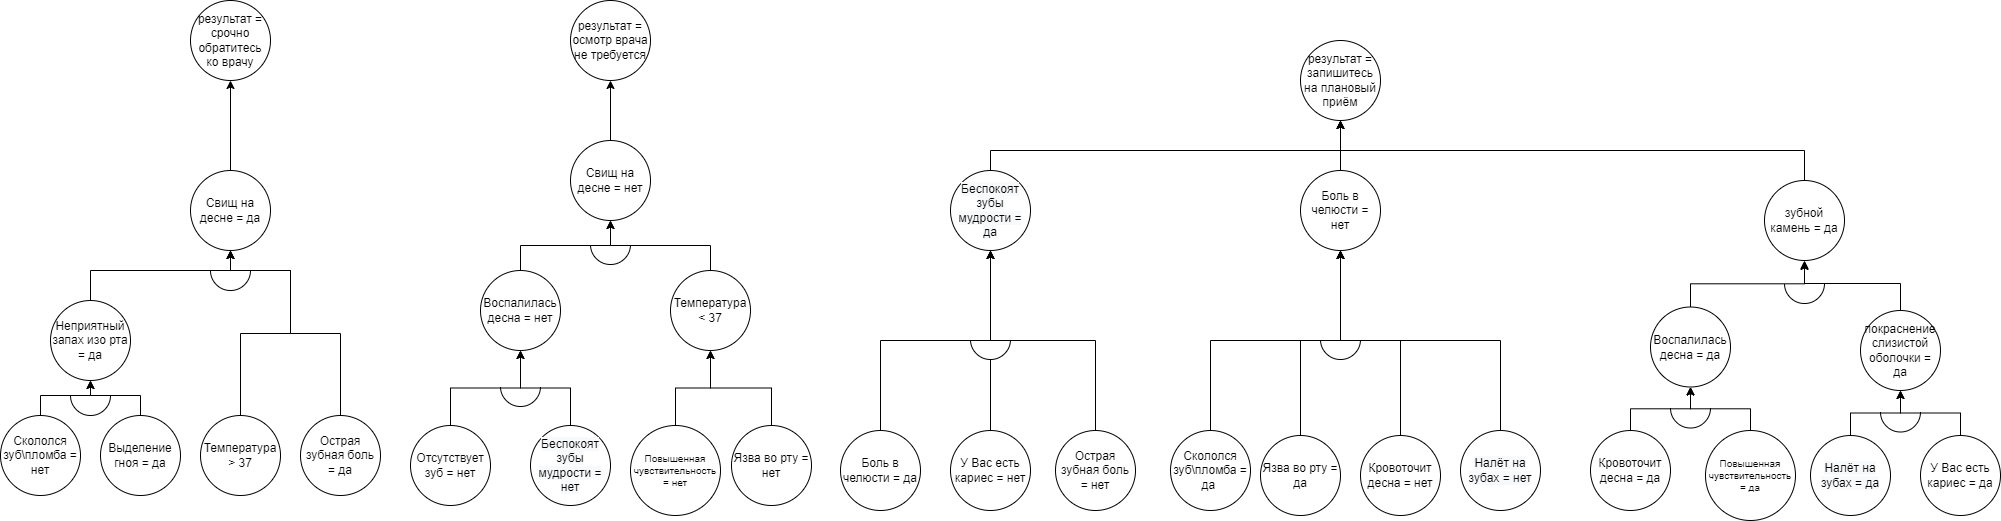 результат =
срочно
обратитесь
ко врачу
Свищ на
десне = да
Неприятный
запах изо рта
= да
Скололся
зуб\пломба =
нет
Выделение
гноя = да
Температура
> 37
Острая
зубная боль
= да
результат =
осмотр врача
не требуется
Свищ на
десне = нет
Воспалилась
десна = нет
Температура
< 37
Отсутствует
зуб = нет
Беспокоят
зубы
мудрости =
нет
Повышенная
чувствительность
= нет
Язва во рту =
нет
результат =
запишитесь
на плановый
приём
Беспокоят
зубы
мудрости =
да
Боль в
челюсти =
нет
зубной
камень = да
Боль в
челюсти = да
У Вас есть
кариес = нет
Острая
зубная боль
= нет
Скололся
зуб\пломба =
да
Язва во рту =
да
Кровоточит
десна = нет
Налёт на
зубах = нет
Воспалилась
десна = да
покраснение
слизистой
оболочки =
да
Кровоточит
десна = да
Повышенная
чувствительность
= да
Налёт на
зубах = да
У Вас есть
кариес = да